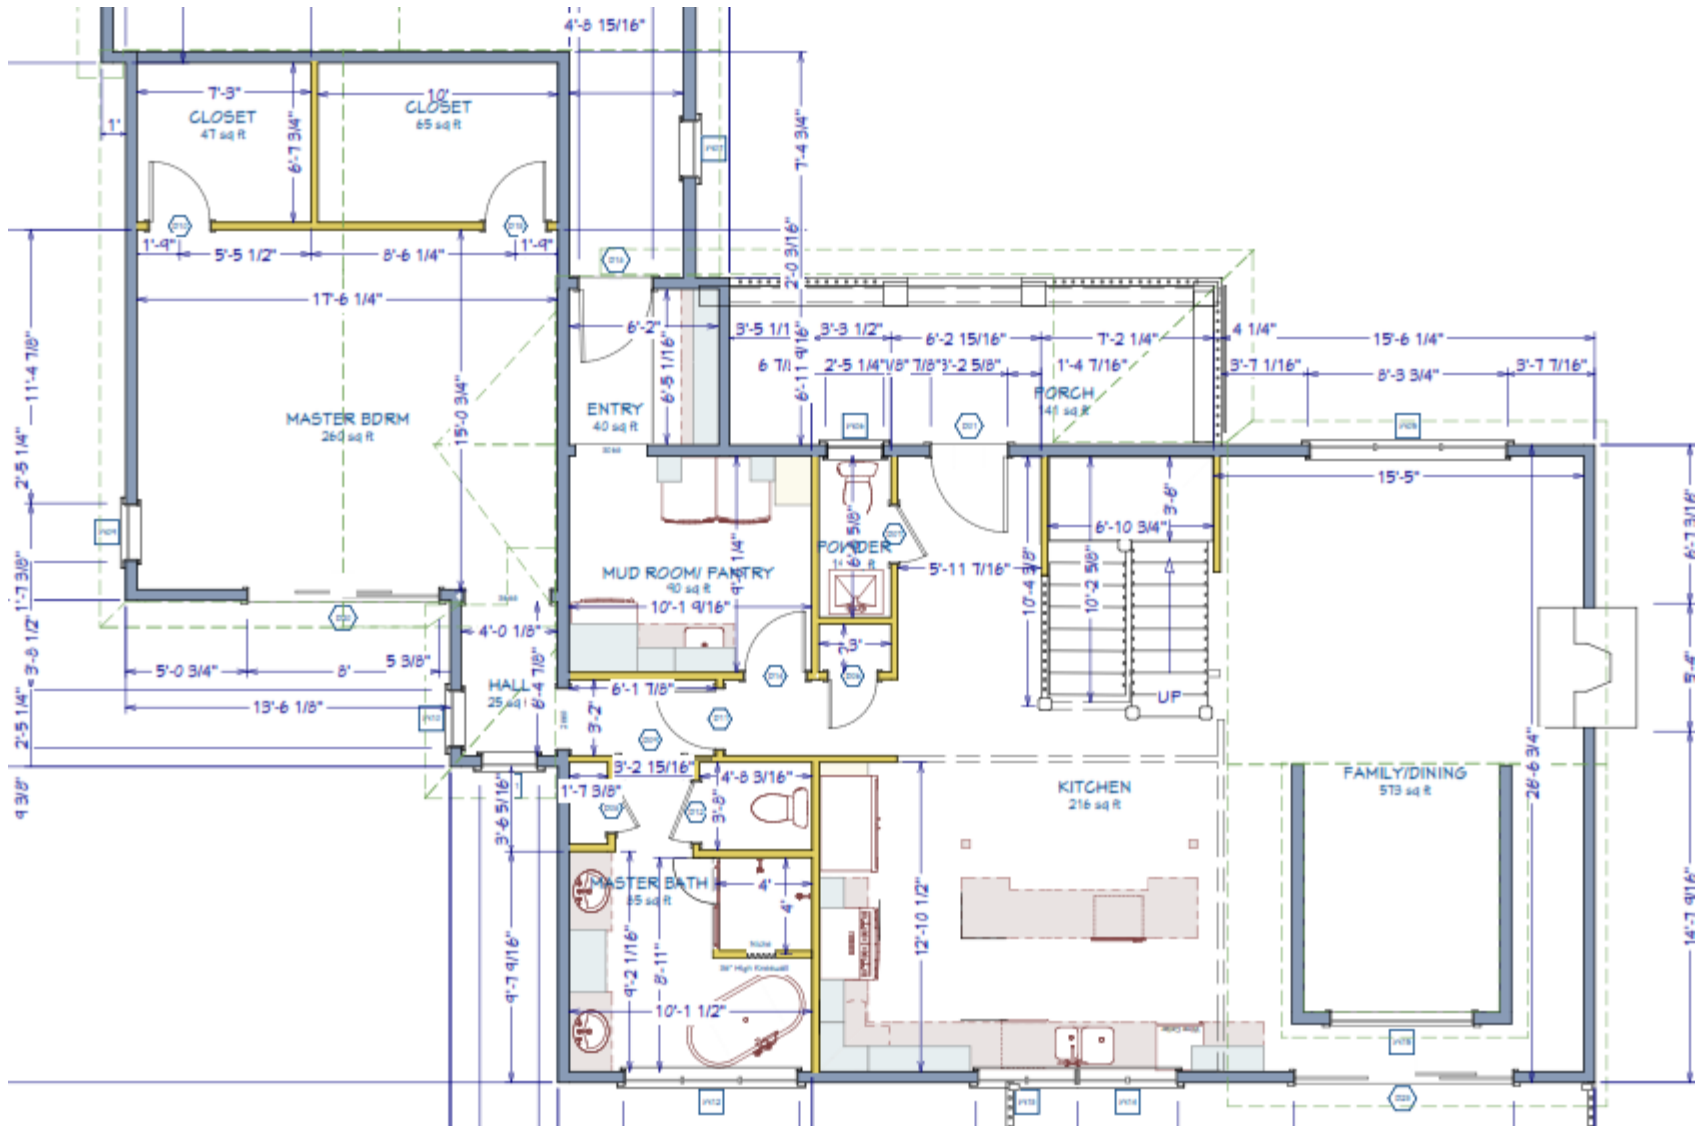 4'-8 15/16"
7'-3"
CLOSET
47 sq ft
10'
CLOSET
65 sq ft
1'
6'-7 3/4"
7'-4 3/4"
1'-9"
5'-5 1/2"
8'-6 1/4"
1'-9"
2'-0 3/16"
17'-6 1/4"
6'-2"
3'-3 1/2"
6'-2 15/16"
7'-2 1/4"
4 1/4"
15'-6 1/4"
2'-5 1/4"
3'-2 5/8"
1'-4 7/16"
3'-7 1/16"
8'-3 3/4"
3'-7 7/16"
11'-4 7/8"
15'-0 3/4"
6'-5 1/16"
6'-11 9/16"
PORCH
141 sq ft
MASTER BDRM
260 sq ft
ENTRY
40 sq ft
2'-5 1/4"
15'-5"
3'-6"
6'-10 3/4"
6'-7 13/16"
POWDER
MUD ROOM/ PANTRY
90 sq ft
5'-11 7/16"
10'-4 3/8"
10'-2 5/8"
1'-7 3/8"
10'-1 9/16"
3'-8 1/2"
4'-0 1/8"
3'
2'
5'-4"
5'-0 3/4"
8'
5 3/8"
6'-4 7/8"
HALL
25 sq
6'-1 7/8"
UP
13'-6 1/8"
3'-2"
2'-5 1/4"
9 3/8"
3'-2 15/16"
4'-8 3/16"
1'-7 3/8"
3'-8"
3'-6 5/16"
KITCHEN
216 sq ft
FAMILY/DINING
573 sq ft
28'-6 3/4"
MASTER BATH
85 sq ft
4'
4'
12'-10 1/2"
14'-7 9/16"
Niche
36" High Kneewall
9'-7 9/16"
9'-2 1/16"
8'-11"
10'-1 1/2"